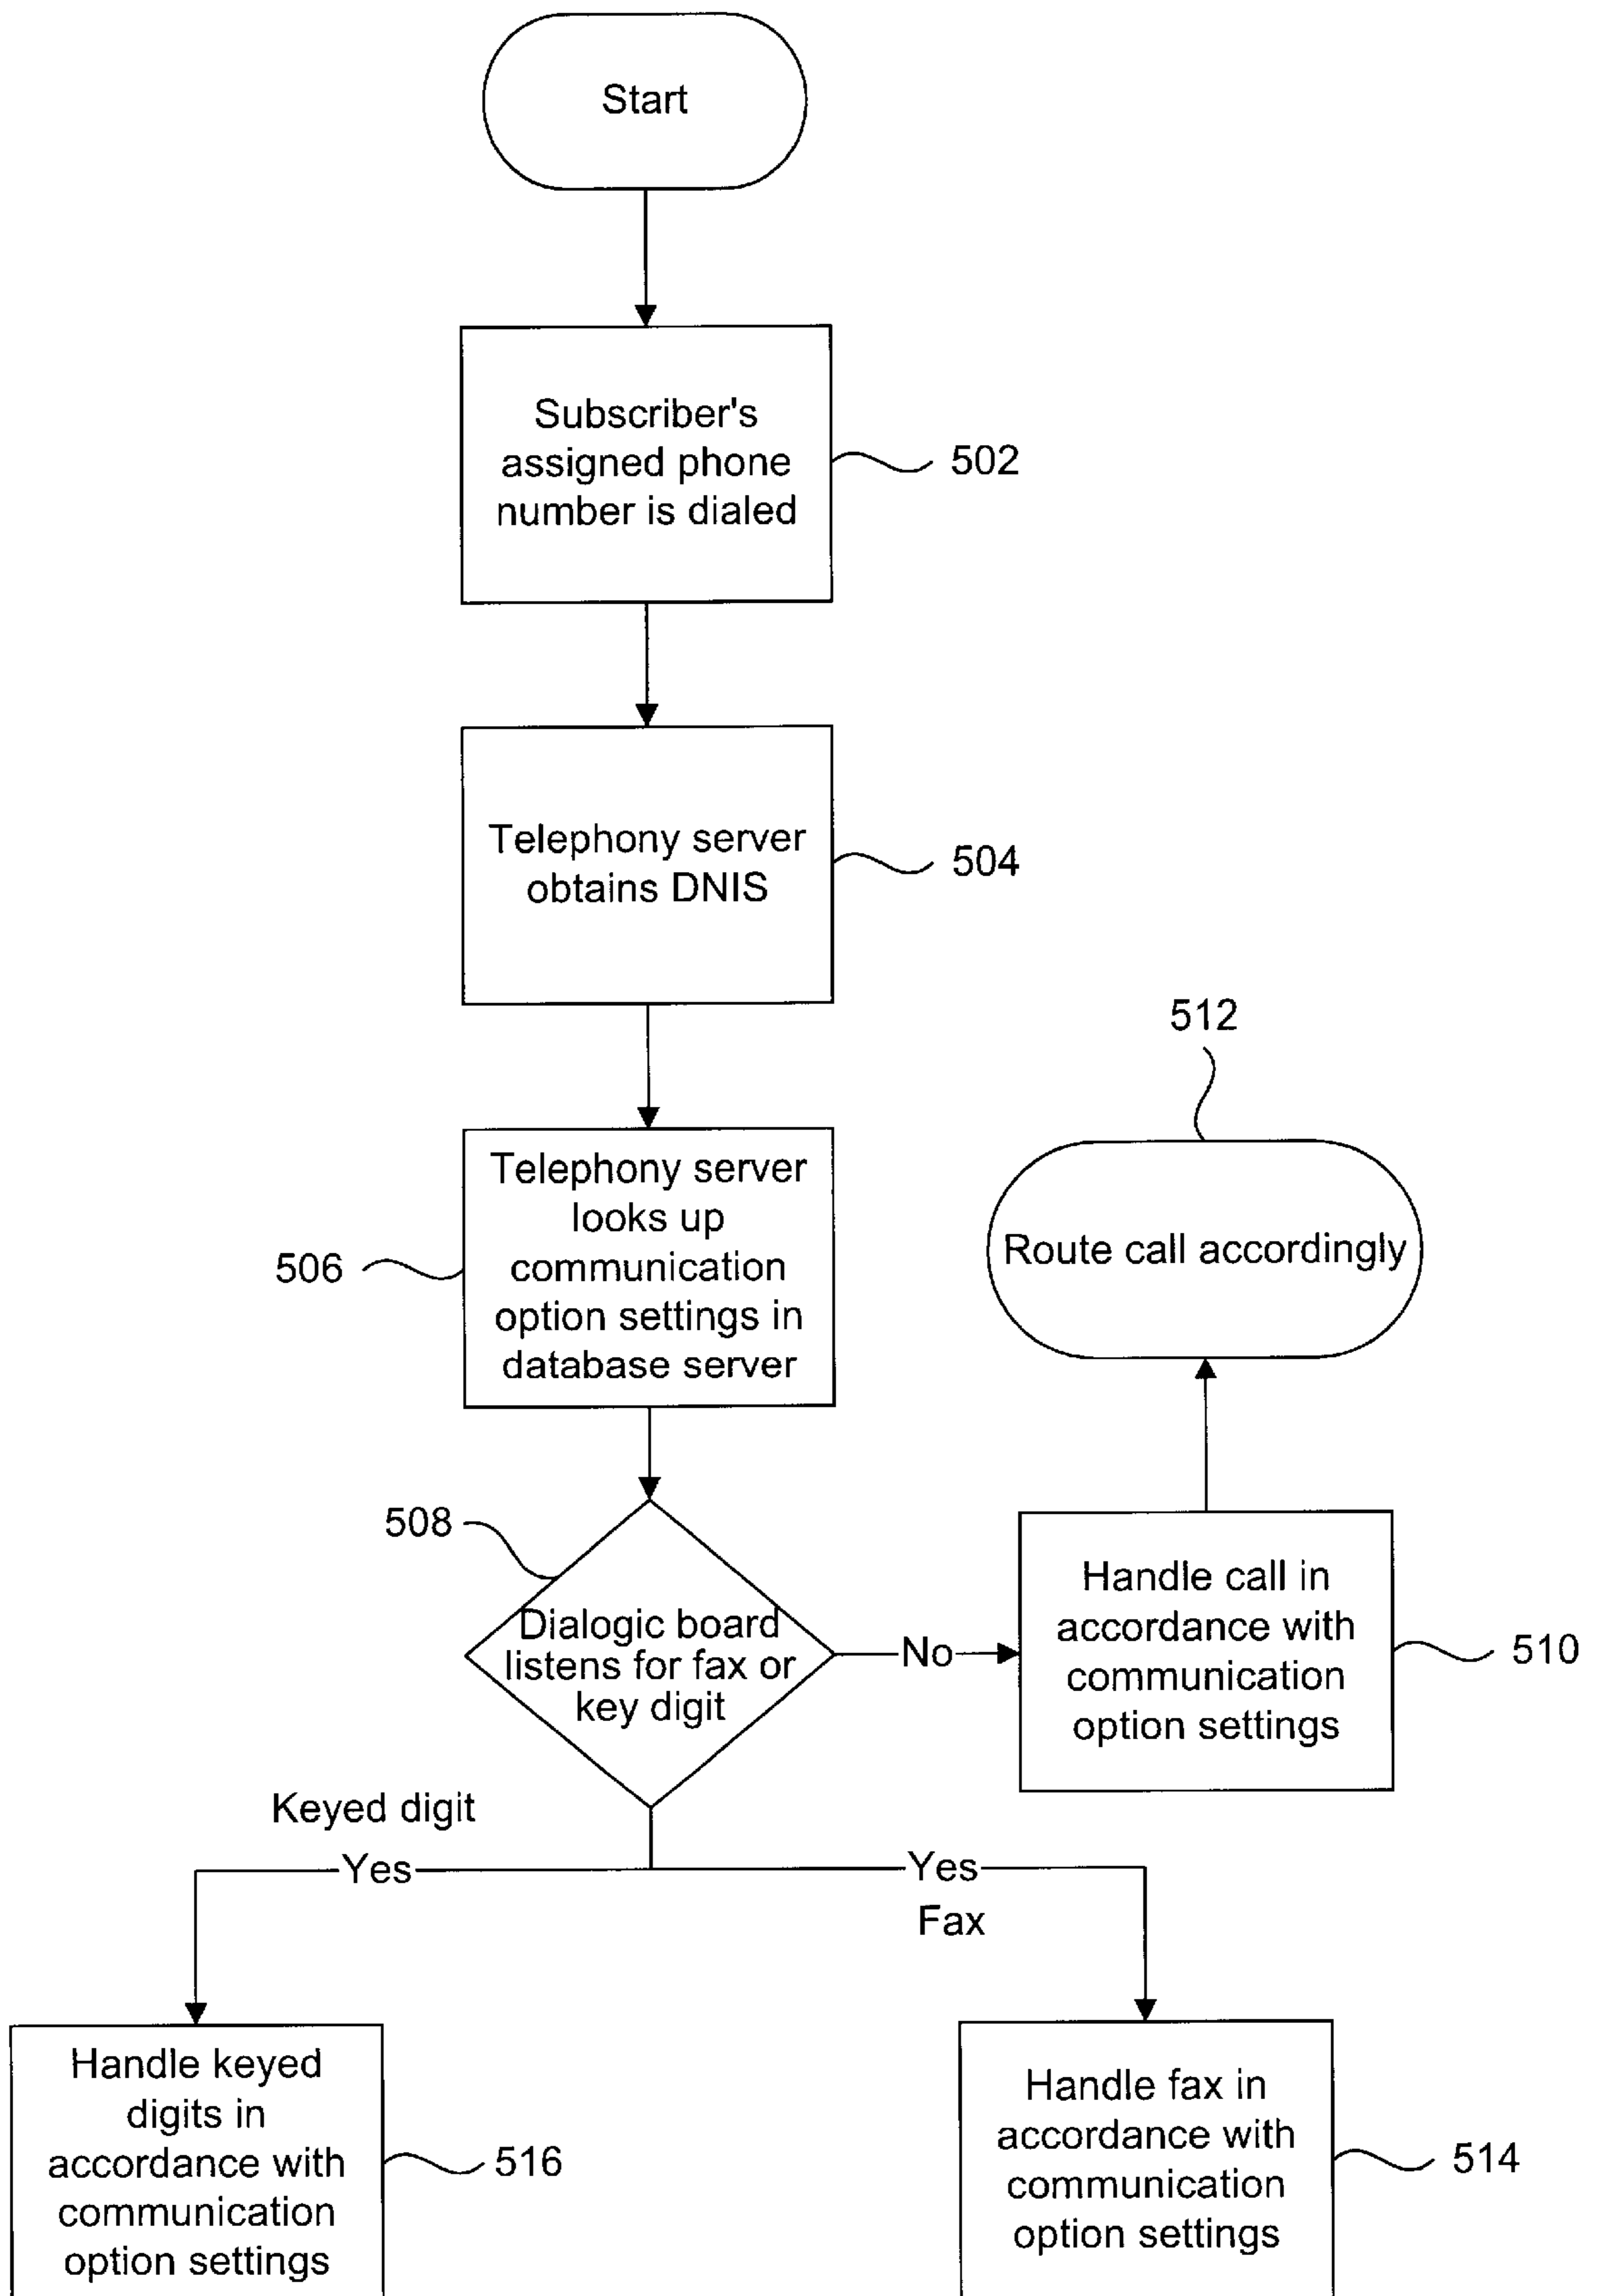 Start
Subscriber's
assigned phone
number is dialed
502
Telephony server
obtains DNIS
504
512
Telephony server
looks up
communication
option settings in
database server
506
Route call accordingly
508
Dialogic board
listens for fax or
key digit
No
Handle call in
accordance with
communication
option settings
510
Keyed digit
Yes
Yes
Fax
Handle keyed
digits in
accordance with
communication
option settings
516
Handle fax in
accordance with
communication
option settings
514